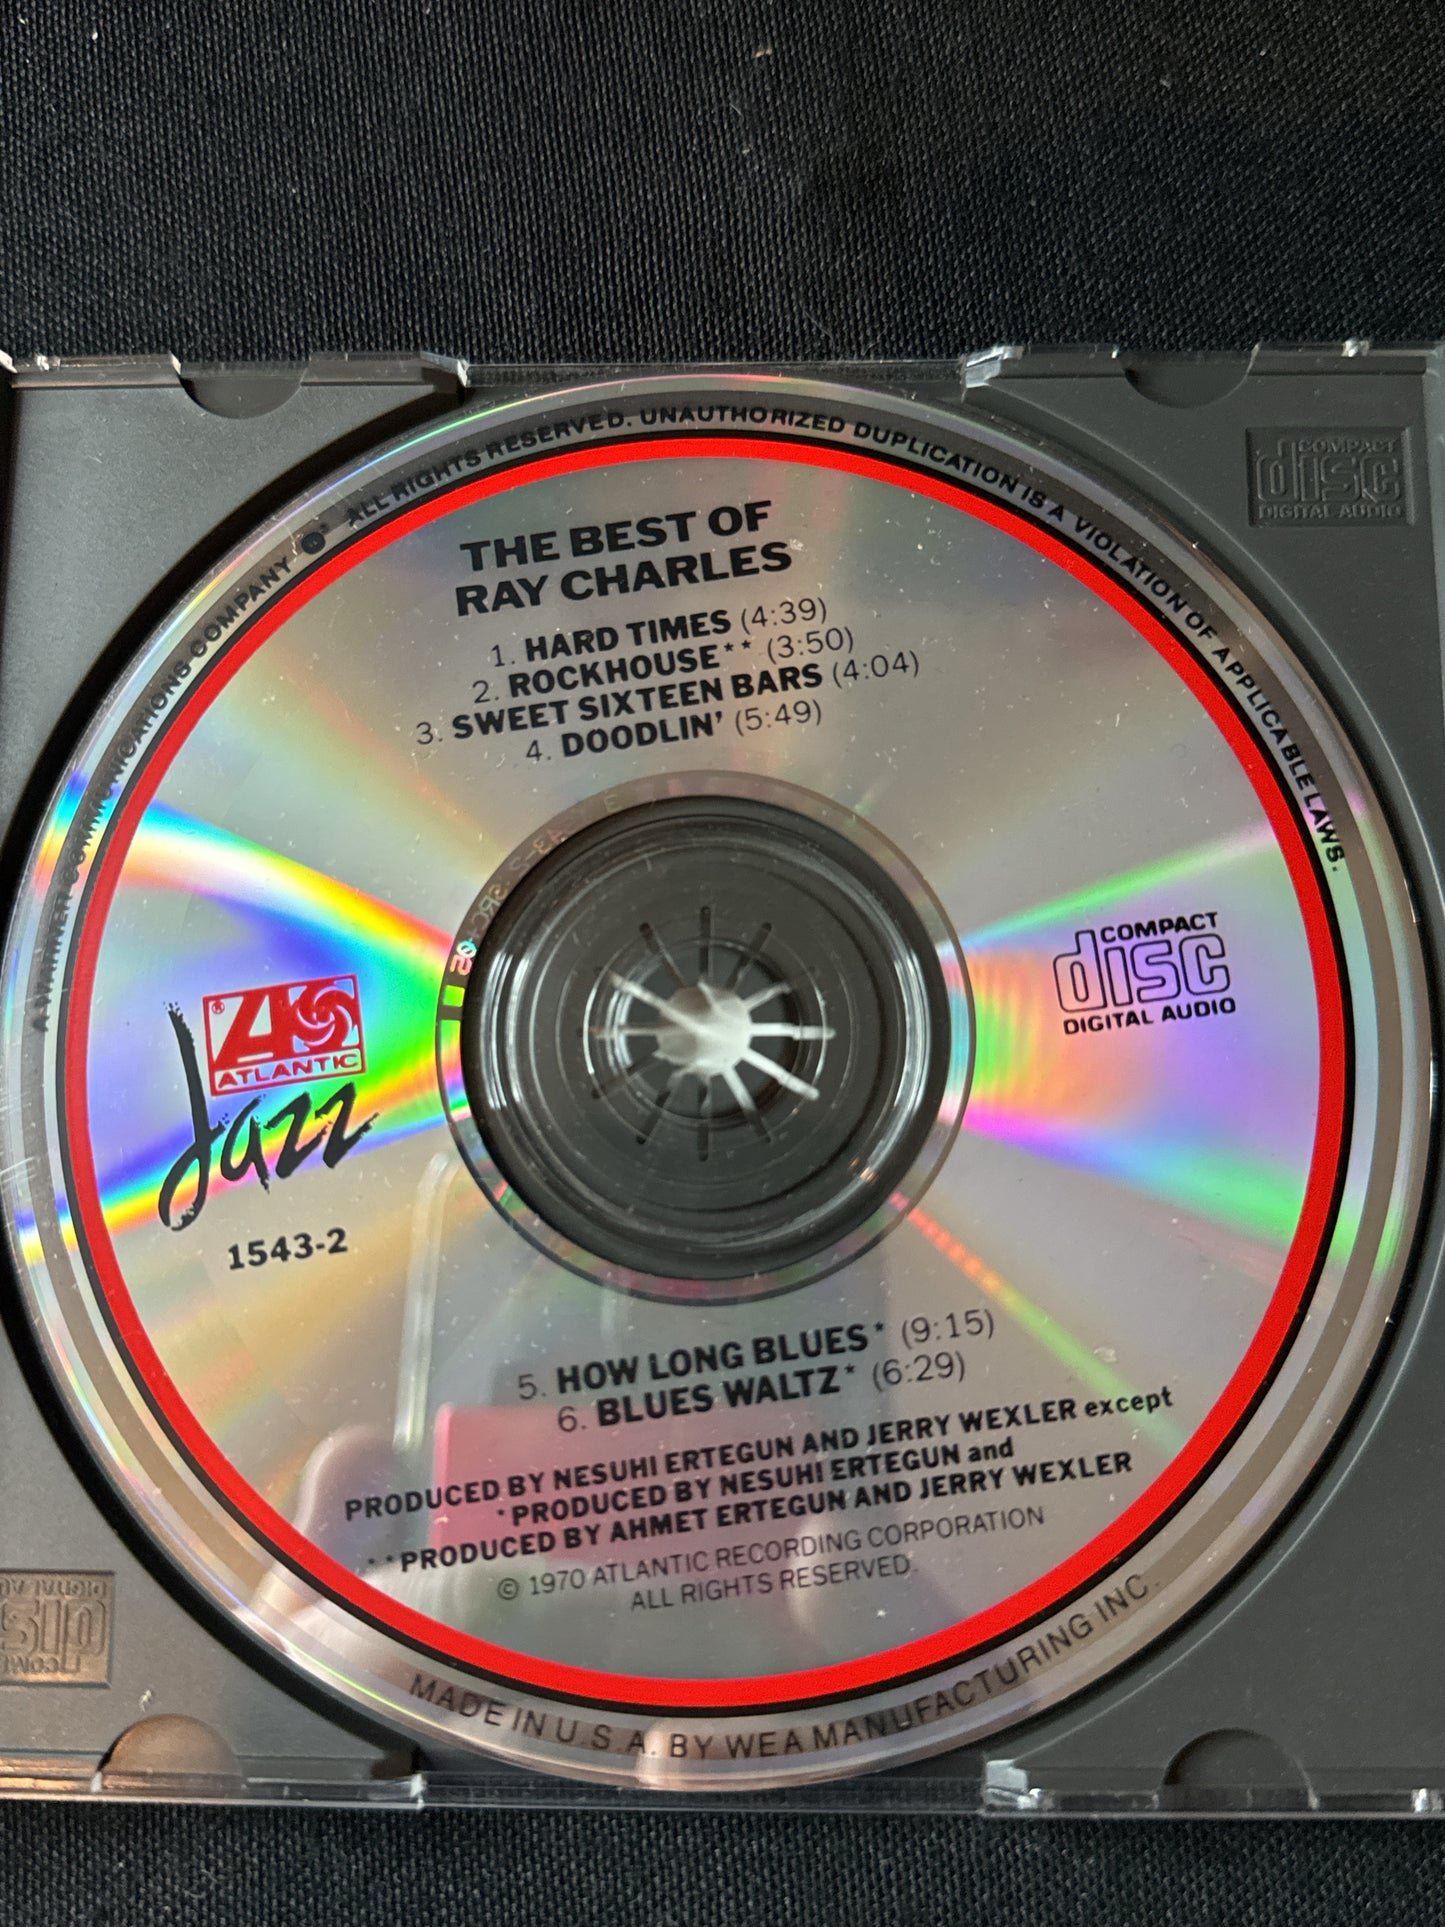 A WARNER COMMUNICATIONS COMPANY ℗ ALL RIGHTS RESERVED. UNAUTHORIZED DUPLICATION IS A VIOLATION OF APPLICABLE LAWS.
THE BEST OF
RAY CHARLES
1. HARD TIMES (4:39)
2. ROCKHOUSE** (3:50)
3. SWEET SIXTEEN BARS (4:04)
4. DOODLIN' (5:49)
®
ATLANTIC
Jazz
1543-2
COMPACT
disc
DIGITAL AUDIO
5. HOW LONG BLUES* (9:15)
6. BLUES WALTZ* (6:29)
PRODUCED BY NESUHI ERTEGUN AND JERRY WEXLER except
*PRODUCED BY NESUHI ERTEGUN and
**PRODUCED BY AHMET ERTEGUN AND JERRY WEXLER
© 1970 ATLANTIC RECORDING CORPORATION
ALL RIGHTS RESERVED.
MADE IN U.S.A. BY WEA MANUFACTURING INC.
COMPACT
disc
DIGITAL AUDIO